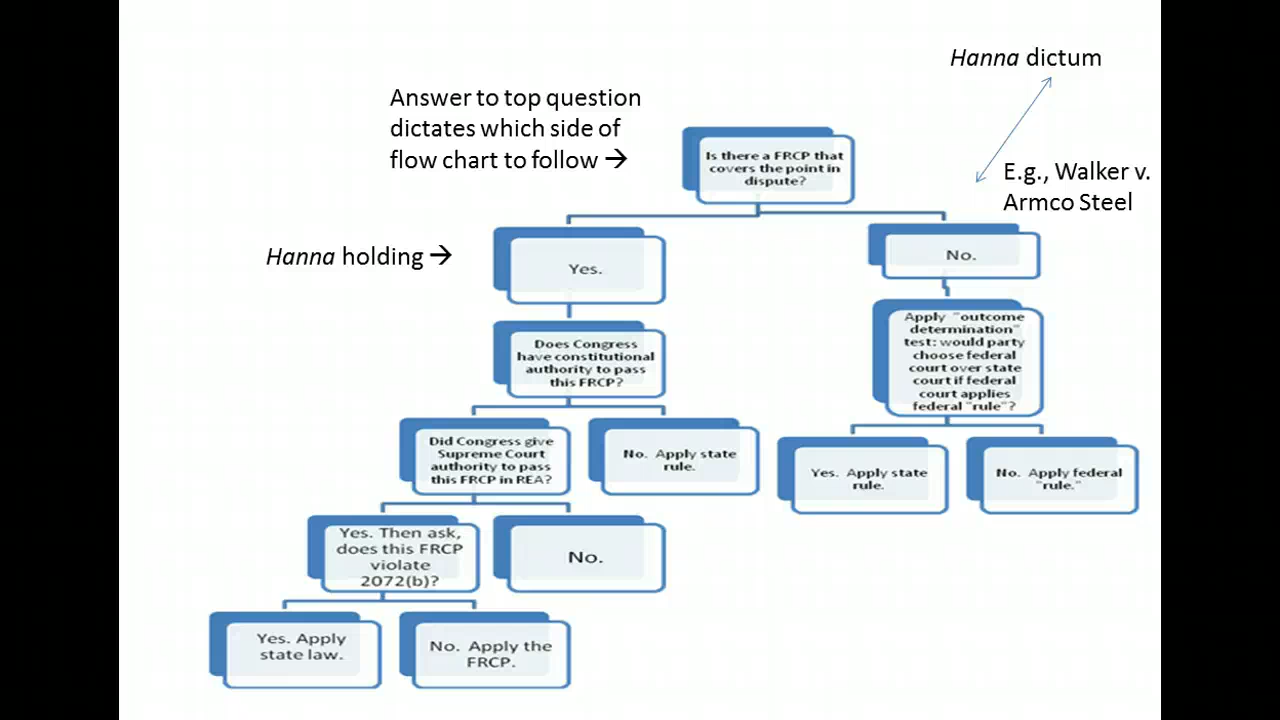 Hanna dictum
Answer to top question
dictates which side of
flow chart to follow →
Is there a FRCP that
covers the point in
dispute?
E.g., Walker v.
Armco Steel
Hanna holding →
Yes.
No.
Does Congress
have constitutional
authority to pass
this FRCP?
Apply "outcome
determination"
test: would party
choose federal
court over state
court if federal
court applies
federal "rule"?
Did Congress give
Supreme Court
authority to pass
this FRCP in REA?
No. Apply state
rule.
Yes. Apply state
rule.
No. Apply federal
"rule."
Yes. Then ask,
does this FRCP
violate
2072(b)?
No.
Yes. Apply
state law.
No. Apply the
FRCP.